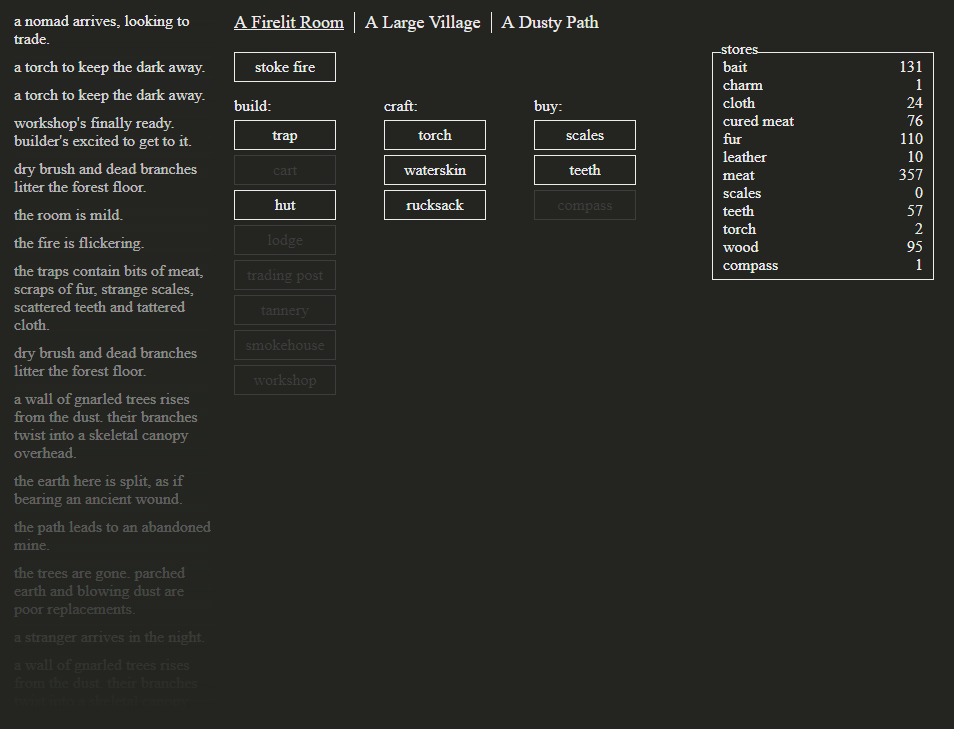 a nomad arrives, looking to
trade.
a torch to keep the dark away.
a torch to keep the dark away.
workshop's finally ready.
builder's excited to get to it.
dry brush and dead branches
litter the forest floor.
the room is mild.
the fire is flickering.
the traps contain bits of meat,
scraps of fur, strange scales,
scattered teeth and tattered
cloth.
dry brush and dead branches
litter the forest floor.
a wall of gnarled trees rises
from the dust. their branches
twist into a skeletal canopy
overhead.
the earth here is split, as if
bearing an ancient wound.
the path leads to an abandoned
mine.
the trees are gone. parched
earth and blowing dust are
poor replacements.
a stranger arrives in the night.
a wall of gnarled trees rises
from the dust. their branches
A Firelit Room | A Large Village | A Dusty Path
stoke fire
build:
trap
cart
hut
lodge
trading post
tannery
smokehouse
workshop
craft:
torch
waterskin
rucksack
buy:
scales
teeth
compass
stores
bait 131
charm 1
cloth 24
cured meat 76
fur 110
leather 10
meat 357
scales 0
teeth 57
torch 2
wood 95
compass 1